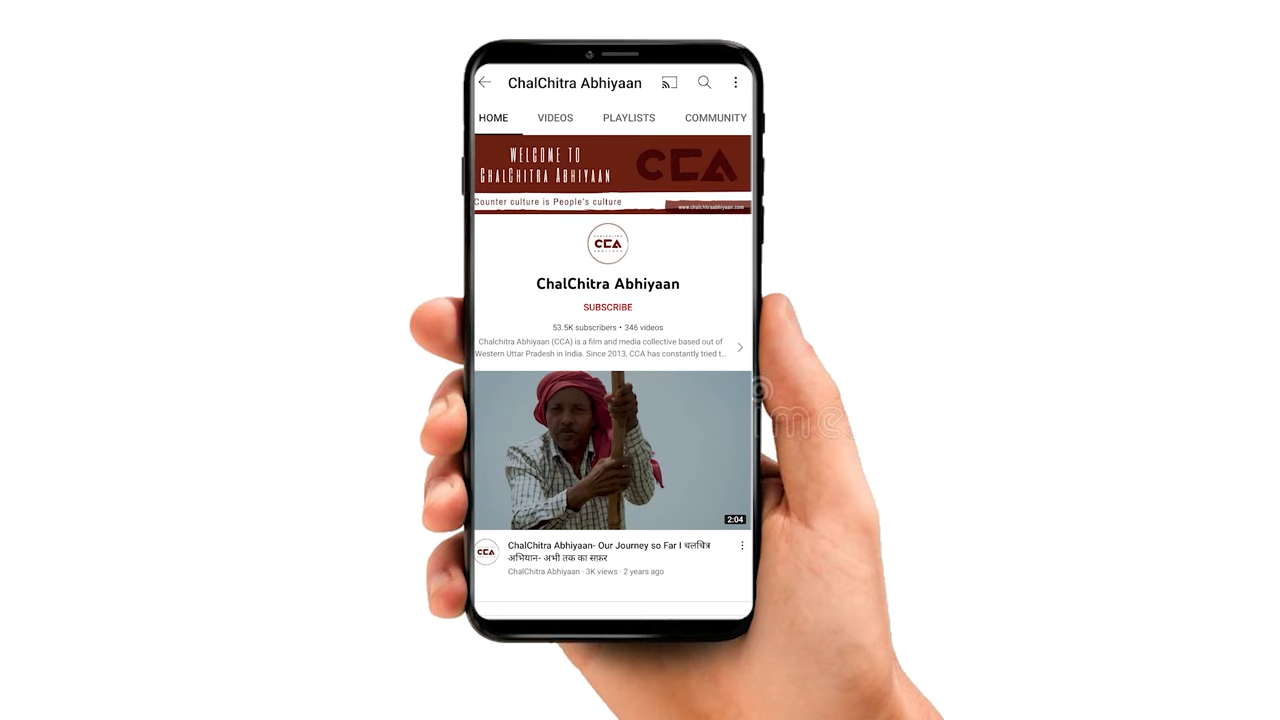 ChalChitra Abhiyaan
HOME VIDEOS PLAYLISTS COMMUNITY
WELCOME TO
CHALCHITRA ABHIYAAN
CCA
Counter culture is People's culture
www.chalchitraabhiyaan.com
CCA
ChalChitra Abhiyaan
SUBSCRIBE
53.5K subscribers • 346 videos
Chalchitra Abhiyaan (CCA) is a film and media collective based out of
Western Uttar Pradesh in India. Since 2013, CCA has constantly tried t...
2:04
CCA
ChalChitra Abhiyaan- Our Journey so Far I चलचित्र
अभियान- अभी तक का सफ़र
ChalChitra Abhiyaan · 3K views · 2 years ago